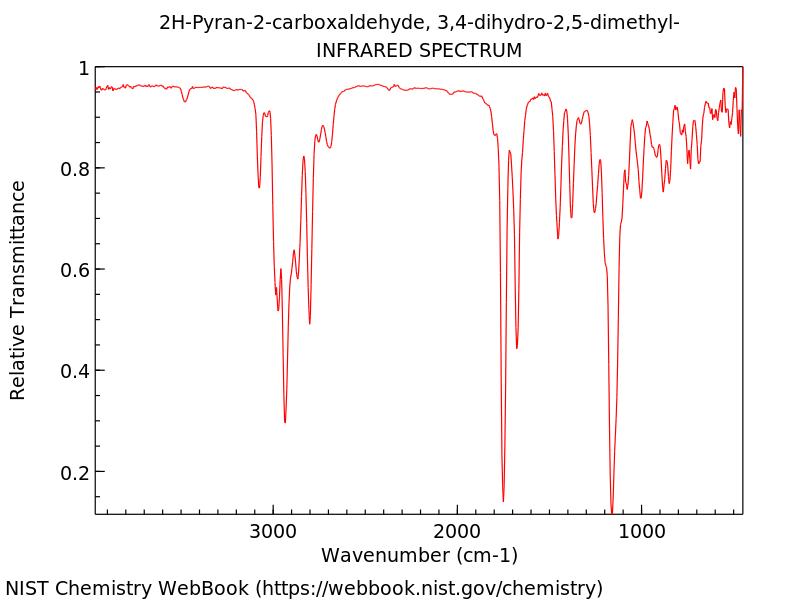 2H-Pyran-2-carboxaldehyde, 3,4-dihydro-2,5-dimethyl-
INFRARED SPECTRUM
1
0.8
0.6
0.4
0.2
Relative Transmittance
3000 2000 1000
Wavenumber (cm-1)
NIST Chemistry WebBook (https://webbook.nist.gov/chemistry)